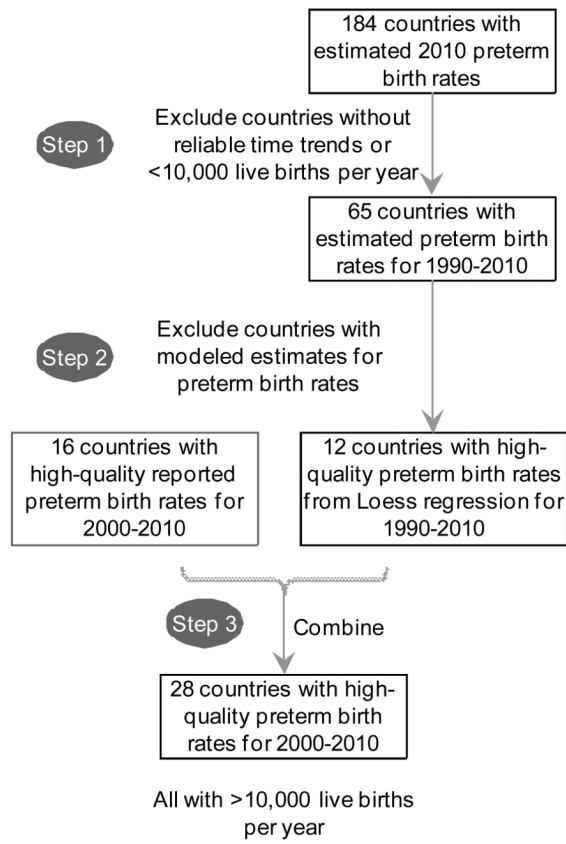 184 countries with
estimated 2010 preterm
birth rates
Step 1
Exclude countries without
reliable time trends or
<10,000 live births per year
65 countries with
estimated preterm birth
rates for 1990-2010
Step 2
Exclude countries with
modeled estimates for
preterm birth rates
16 countries with
high-quality reported
preterm birth rates for
2000-2010
12 countries with high-
quality preterm birth rates
from Loess regression for
1990-2010
Step 3
Combine
28 countries with high-
quality preterm birth
rates for 2000-2010
All with >10,000 live births
per year